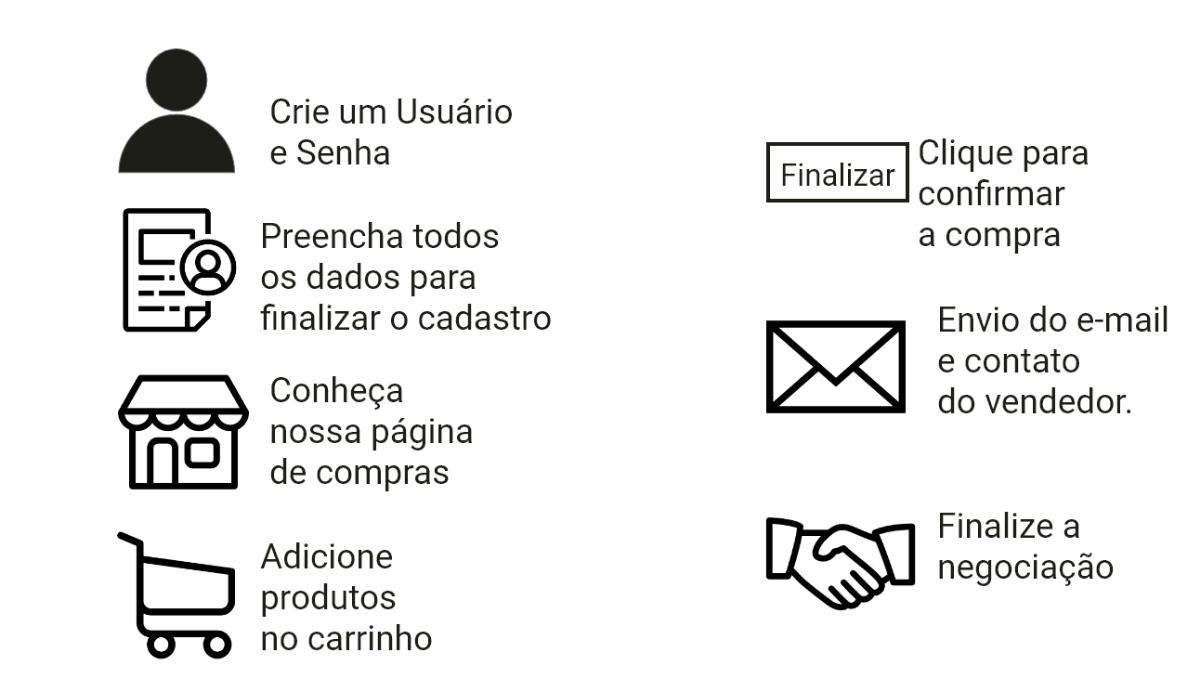 Crie um Usuário
e Senha
Preencha todos
os dados para
finalizar o cadastro
Conheça
nossa página
de compras
Adicione
produtos
no carrinho
Finalizar
Clique para
confirmar
a compra
Envio do e-mail
e contato
do vendedor.
Finalize a
negociação